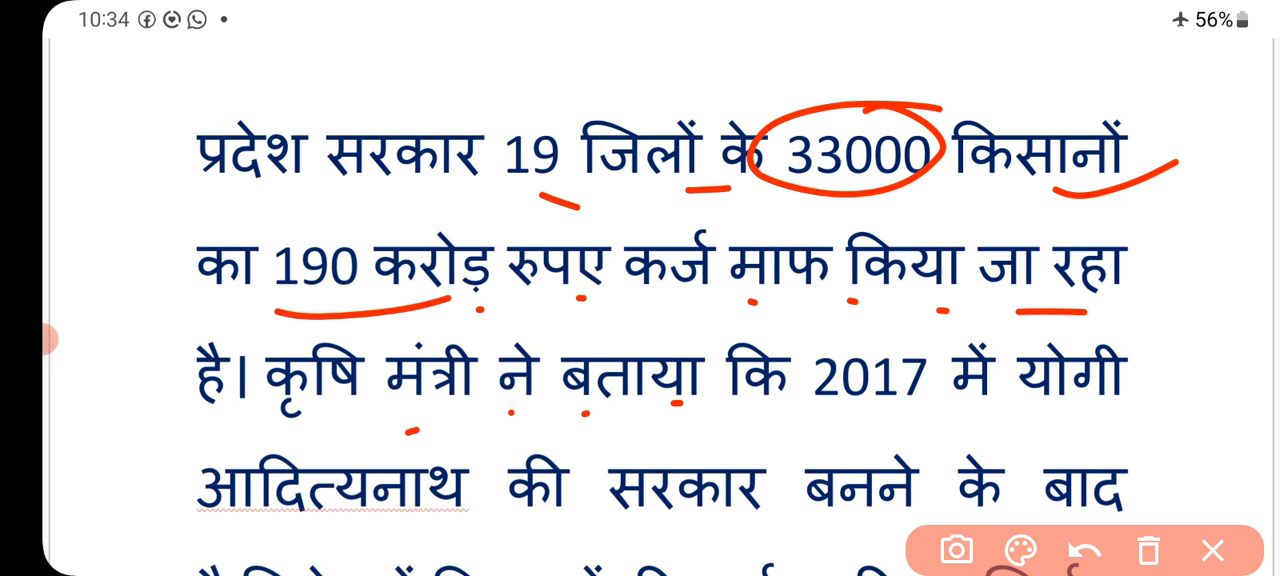 10:34
56%
प्रदेश सरकार 19 जिलों के 33000 किसानों
का 190 करोड़ रुपए कर्ज माफ किया जा रहा
है। कृषि मंत्री ने बताया कि 2017 में योगी
आदित्यनाथ की सरकार बनने के बाद